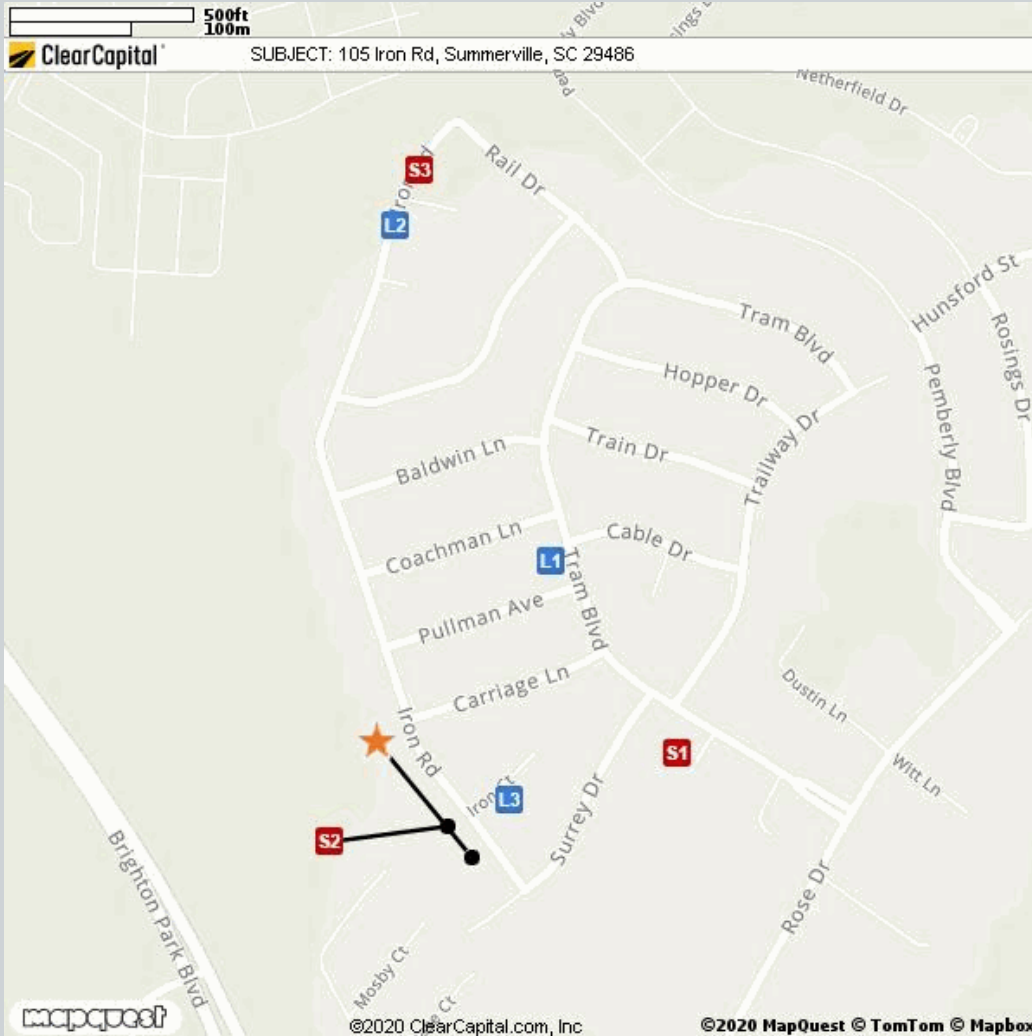 500ft
100m
ClearCapital
SUBJECT: 105 Iron Rd, Summerville, SC 29486
Netherfield Dr
S3
Rail Dr
L2
Hunsford St
Tram Blvd
Rosings Dr
Hopper Dr
Pemberly Blvd
Trailway Dr
Train Dr
Baldwin Ln
Coachman Ln
Cable Dr
L1
Tram Blvd
Pullman Ave
Carriage Ln
Dustin Ln
Iron Rd
S1
Witt Ln
L3
Iron Ct
Surrey Dr
S2
Brighton Park Blvd
Rose Dr
Mosby Ct
Ct
mapquest
©2020 ClearCapital.com, Inc
©2020 MapQuest © TomTom © Mapbox